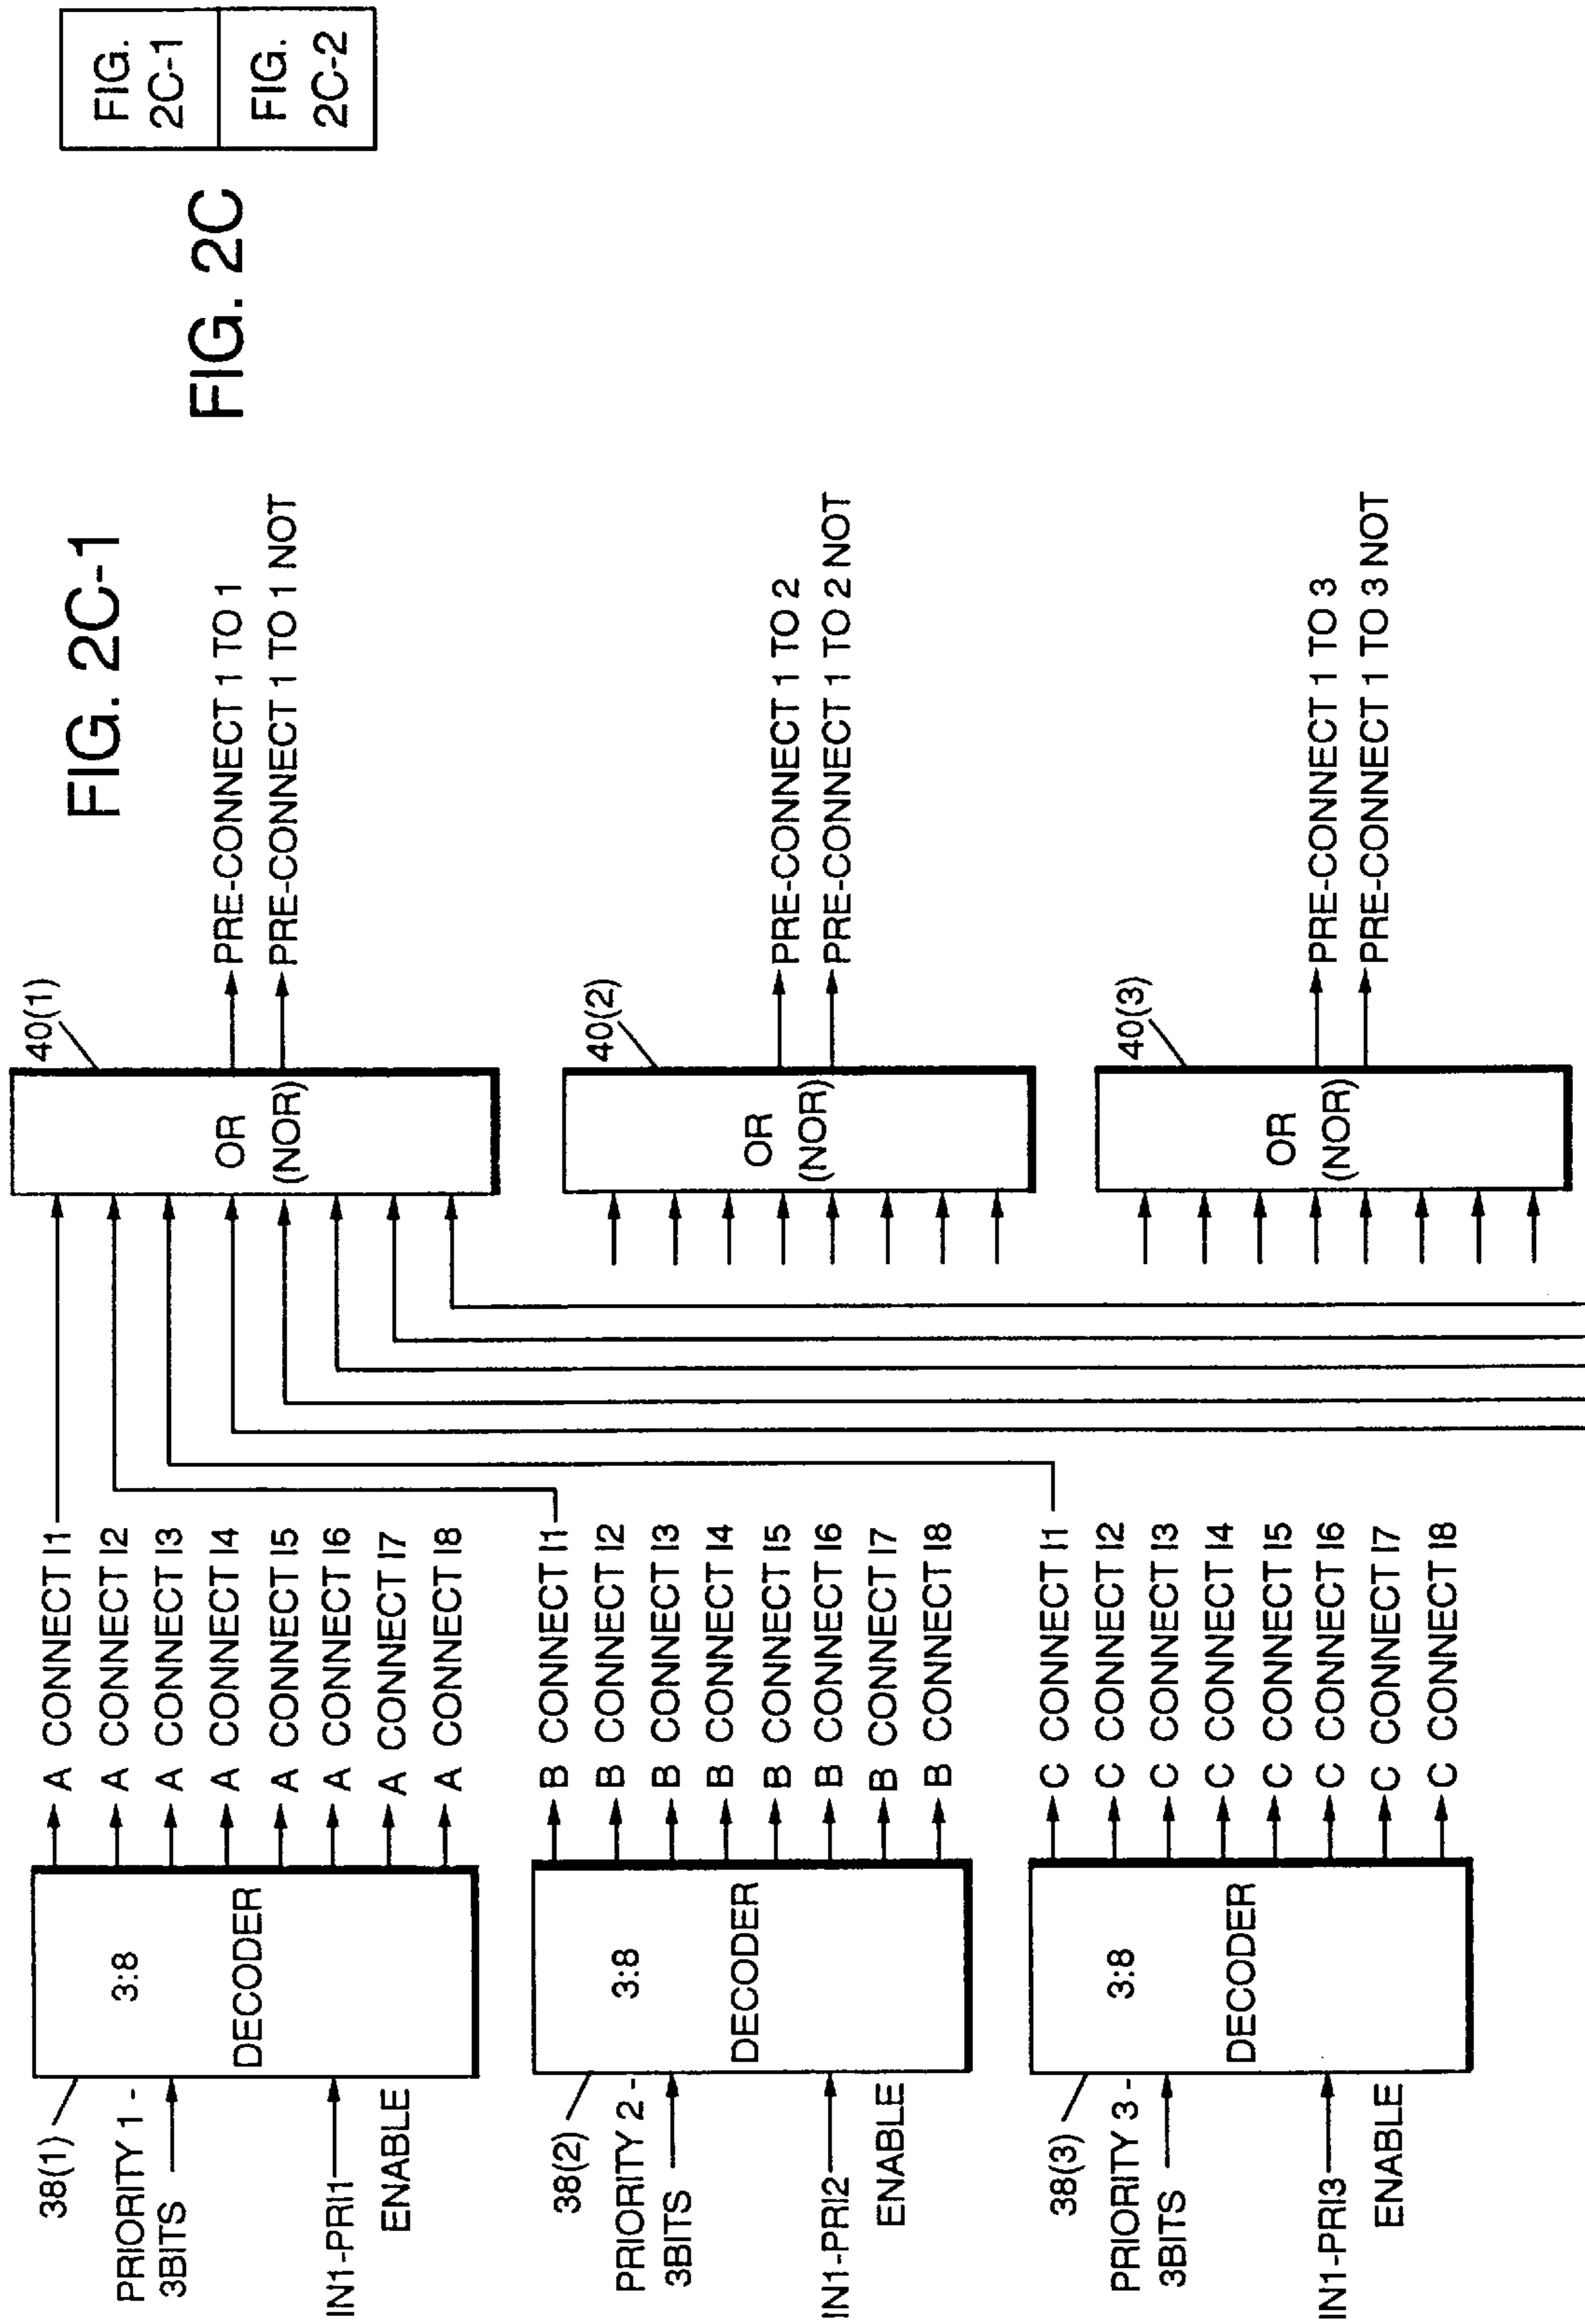 FIG. 2C-1
FIG. 2C
FIG.
2C-1
FIG.
2C-2
38(1)
PRIORITY 1 -
3BITS
IN1-PRI1
ENABLE
3:8
DECODER
A CONNECT I1
A CONNECT I2
A CONNECT I3
A CONNECT I4
A CONNECT I5
A CONNECT I6
A CONNECT I7
A CONNECT I8
40(1)
OR
(NOR)
PRE-CONNECT 1 TO 1
PRE-CONNECT 1 TO 1 NOT
38(2)
PRIORITY 2 -
3BITS
IN1-PRI2
ENABLE
3:8
DECODER
B CONNECT I1
B CONNECT I2
B CONNECT I3
B CONNECT I4
B CONNECT I5
B CONNECT I6
B CONNECT I7
B CONNECT I8
40(2)
OR
(NOR)
PRE-CONNECT 1 TO 2
PRE-CONNECT 1 TO 2 NOT
38(3)
PRIORITY 3 -
3BITS
IN1-PRI3
ENABLE
3:8
DECODER
C CONNECT I1
C CONNECT I2
C CONNECT I3
C CONNECT I4
C CONNECT I5
C CONNECT I6
C CONNECT I7
C CONNECT I8
40(3)
OR
(NOR)
PRE-CONNECT 1 TO 3
PRE-CONNECT 1 TO 3 NOT